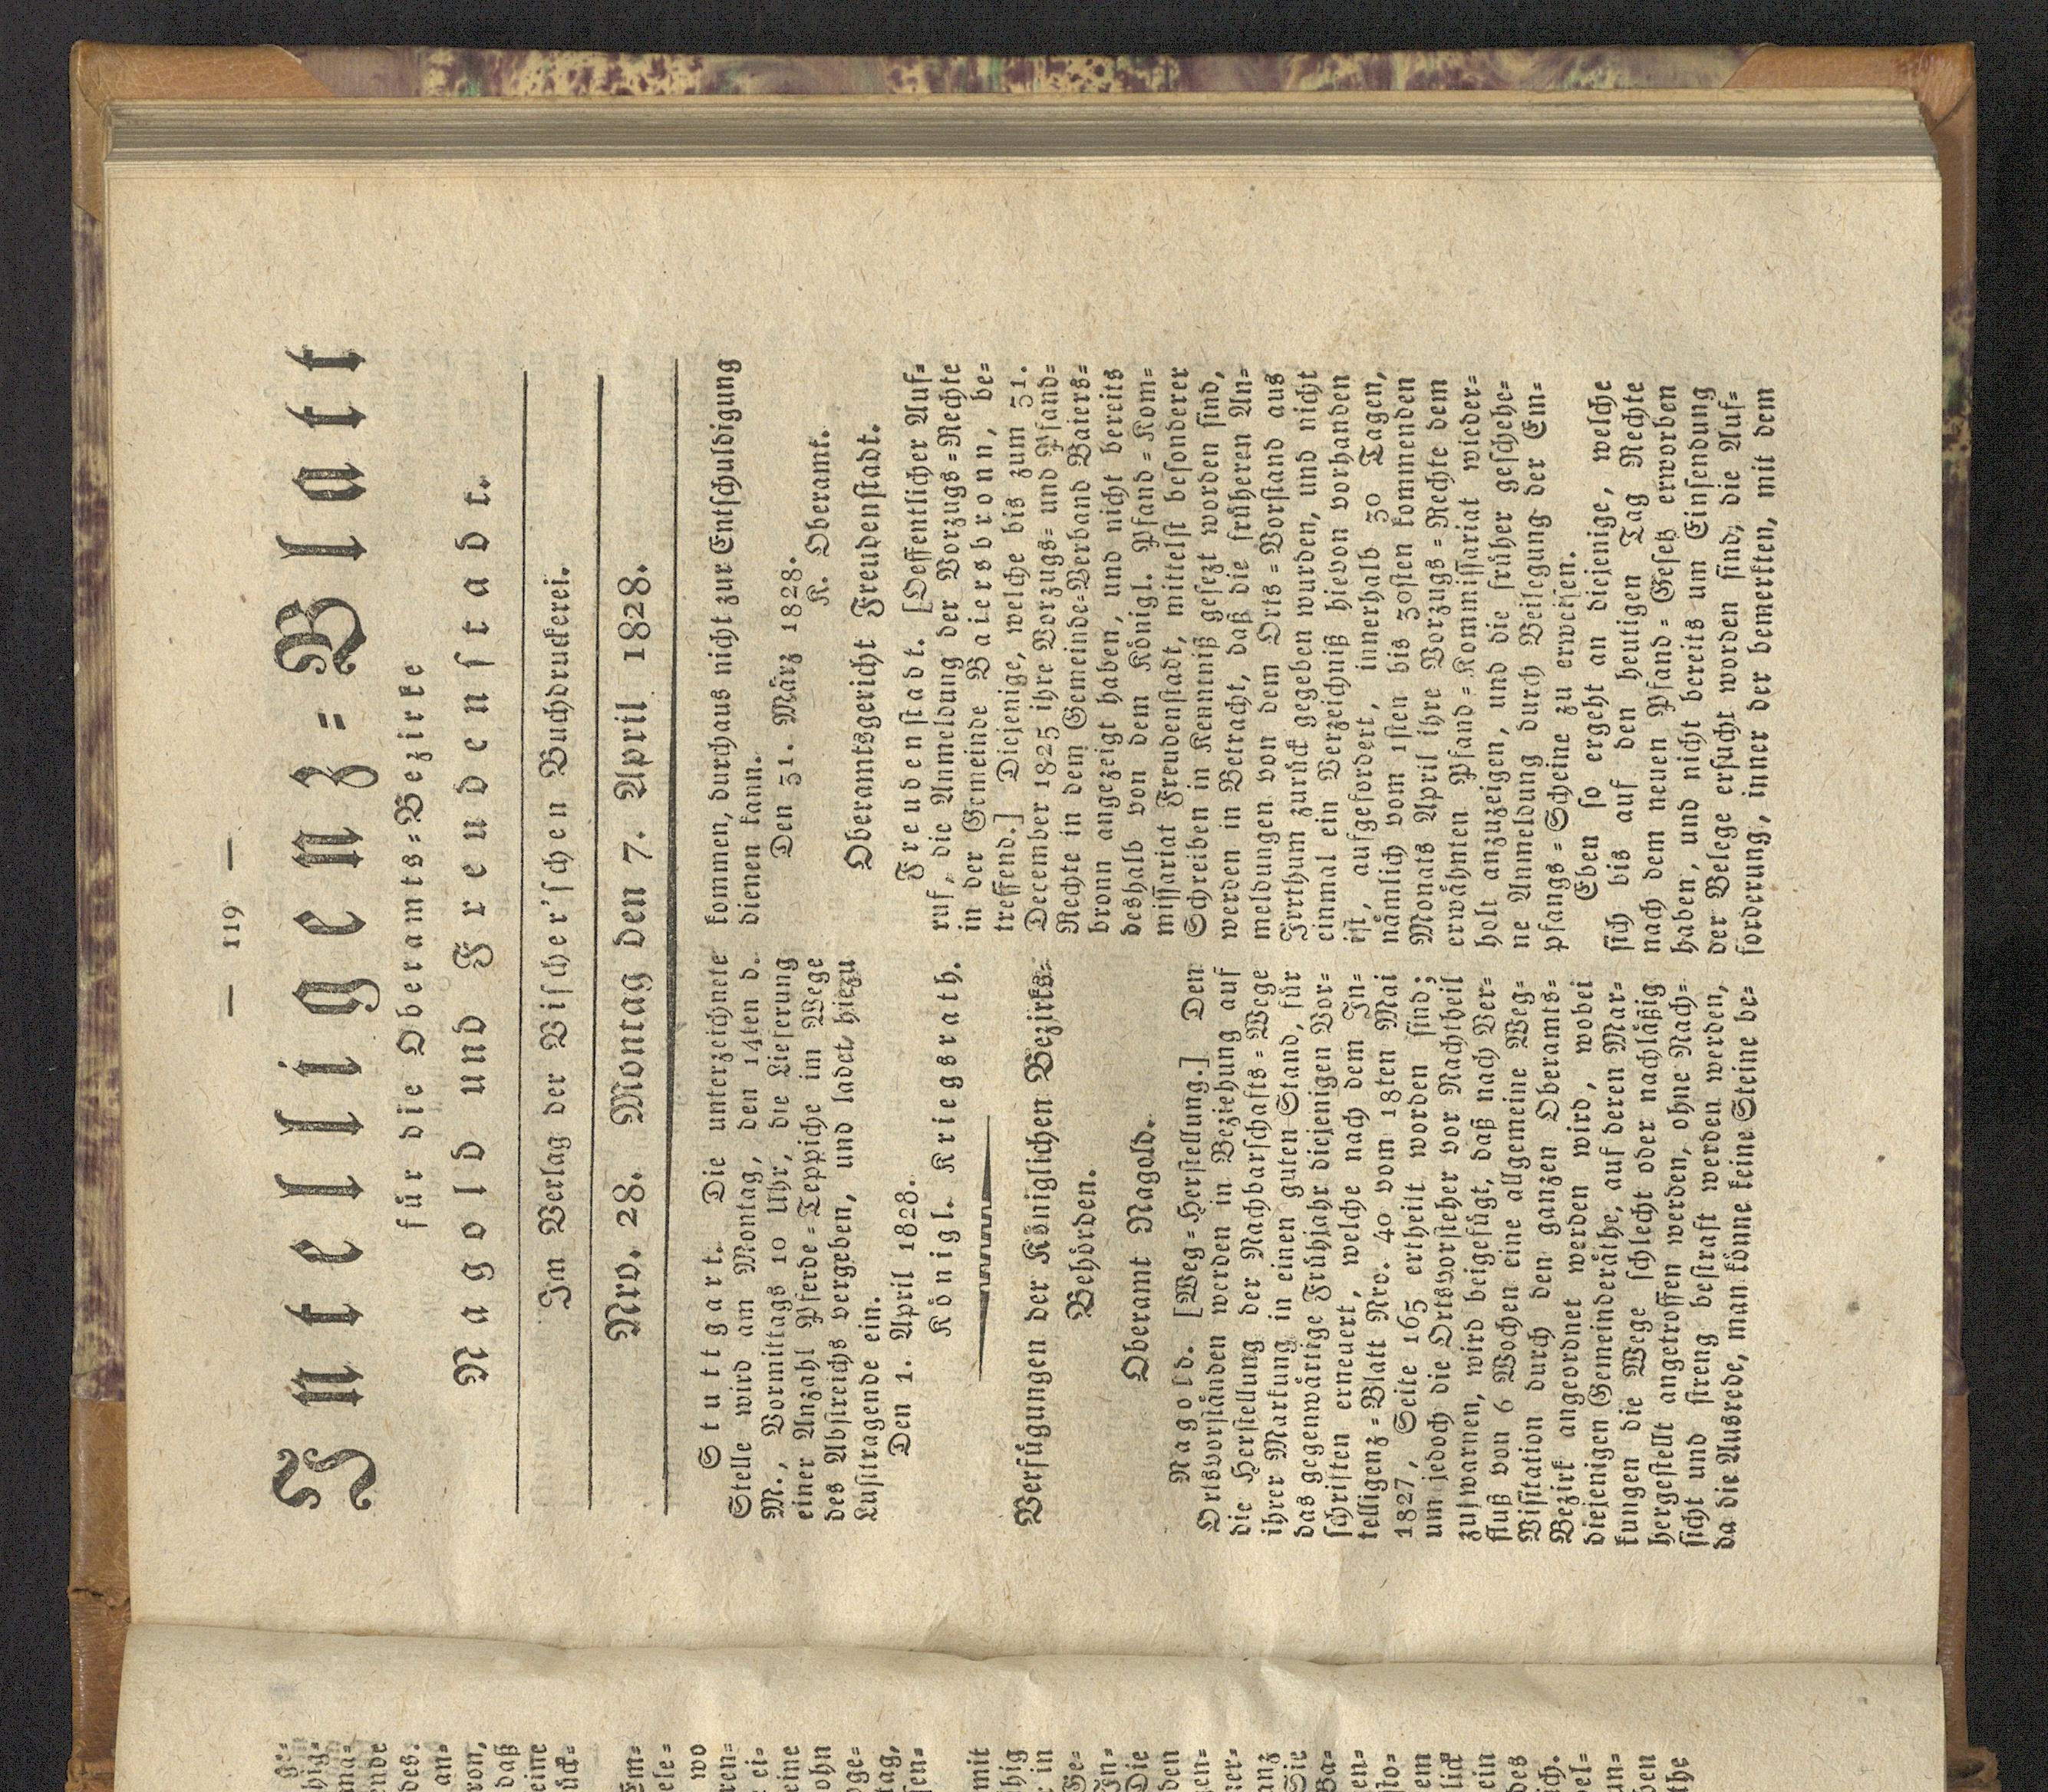 — 119 —
Intelligenz=Blatt
für die Oberamts=Bezirke
Nagold und Freudenstadt.
Im Verlag der Vischer'schen Buchdruckerei.
Nro. 28. Montag den 7. April 1828.
Stuttgart. Die unterzeichnete
Stelle wird am Montag, den 14ten d.
M., Vormittags 10 Uhr, die Lieferung
einer Anzahl Pferde=Teppiche im Wege
des Abstreichs vergeben, und ladet hiezu
Lusttragende ein.
Den 1. April 1828.
Königl. Kriegsrath.
Verfügungen der Königlichen Bezirks=
Behörden.
Oberamt Nagold.
Nagold. [Weg=Herstellung.] Den
Ortsvorständen werden in Beziehung auf
die Herstellung der Nachbarschafts=Wege
ihrer Markung in einen guten Stand, für
das gegenwärtige Frühjahr diejenigen Vor=
schriften erneuert, welche nach dem In=
telligenz=Blatt Nro. 40 vom 18ten Mai
1827, Seite 165 ertheilt worden sind;
um jedoch die Ortsvorsteher vor Nachtheil
zu warnen, wird beigefügt, daß nach Ver=
fluß von 6 Wochen eine allgemeine Weg=
Visitation durch den ganzen Oberamts=
Bezirk angeordnet werden wird, wobei
diejenigen Gemeinderäthe, auf deren Mar=
kungen die Wege schlecht oder nachläßig
hergestellt angetroffen werden, ohne Nach=
sicht und streng bestraft werden werden,
da die Ausrede, man könne keine Steine be=
kommen, durchaus nicht zur Entschuldigung
dienen kann.
Den 31. März 1828.
K. Oberamt.
Oberamtsgericht Freudenstadt.
Freudenstadt. [Oeffentlicher Auf=
ruf, die Anmeldung der Vorzugs=Rechte
in der Gemeinde Baiersbronn, be=
treffend.] Diejenige, welche bis zum 31.
December 1825 ihre Vorzugs= und Pfand=
Rechte in dem Gemeinde=Verband Baiers=
bronn angezeigt haben, und nicht bereits
deshalb von dem Königl. Pfand=Kom=
missariat Freudenstadt, mittelst besonderer
Schreiben in Kenntniß gesezt worden sind,
werden in Betracht, daß die früheren An=
meldungen von dem Orts=Vorstand aus
Irrthum zurück gegeben wurden, und nicht
einmal ein Verzeichniß hievon vorhanden
ist, aufgefordert, innerhalb 30 Tagen,
nämlich vom 1sten bis 30sten kommenden
Monats April ihre Vorzugs=Rechte dem
erwähnten Pfand=Kommissariat wieder=
holt anzuzeigen, und die früher geschehe=
ne Anmeldung durch Beilegung der Em=
pfangs=Scheine zu erweisen.
Eben so ergeht an diejenige, welche
sich bis auf den heutigen Tag Rechte
nach dem neuen Pfand=Gesetz erworben
haben, und nicht bereits um Einsendung
der Belege ersucht worden sind, die Auf=
forderung, inner der bemerkten, mit dem